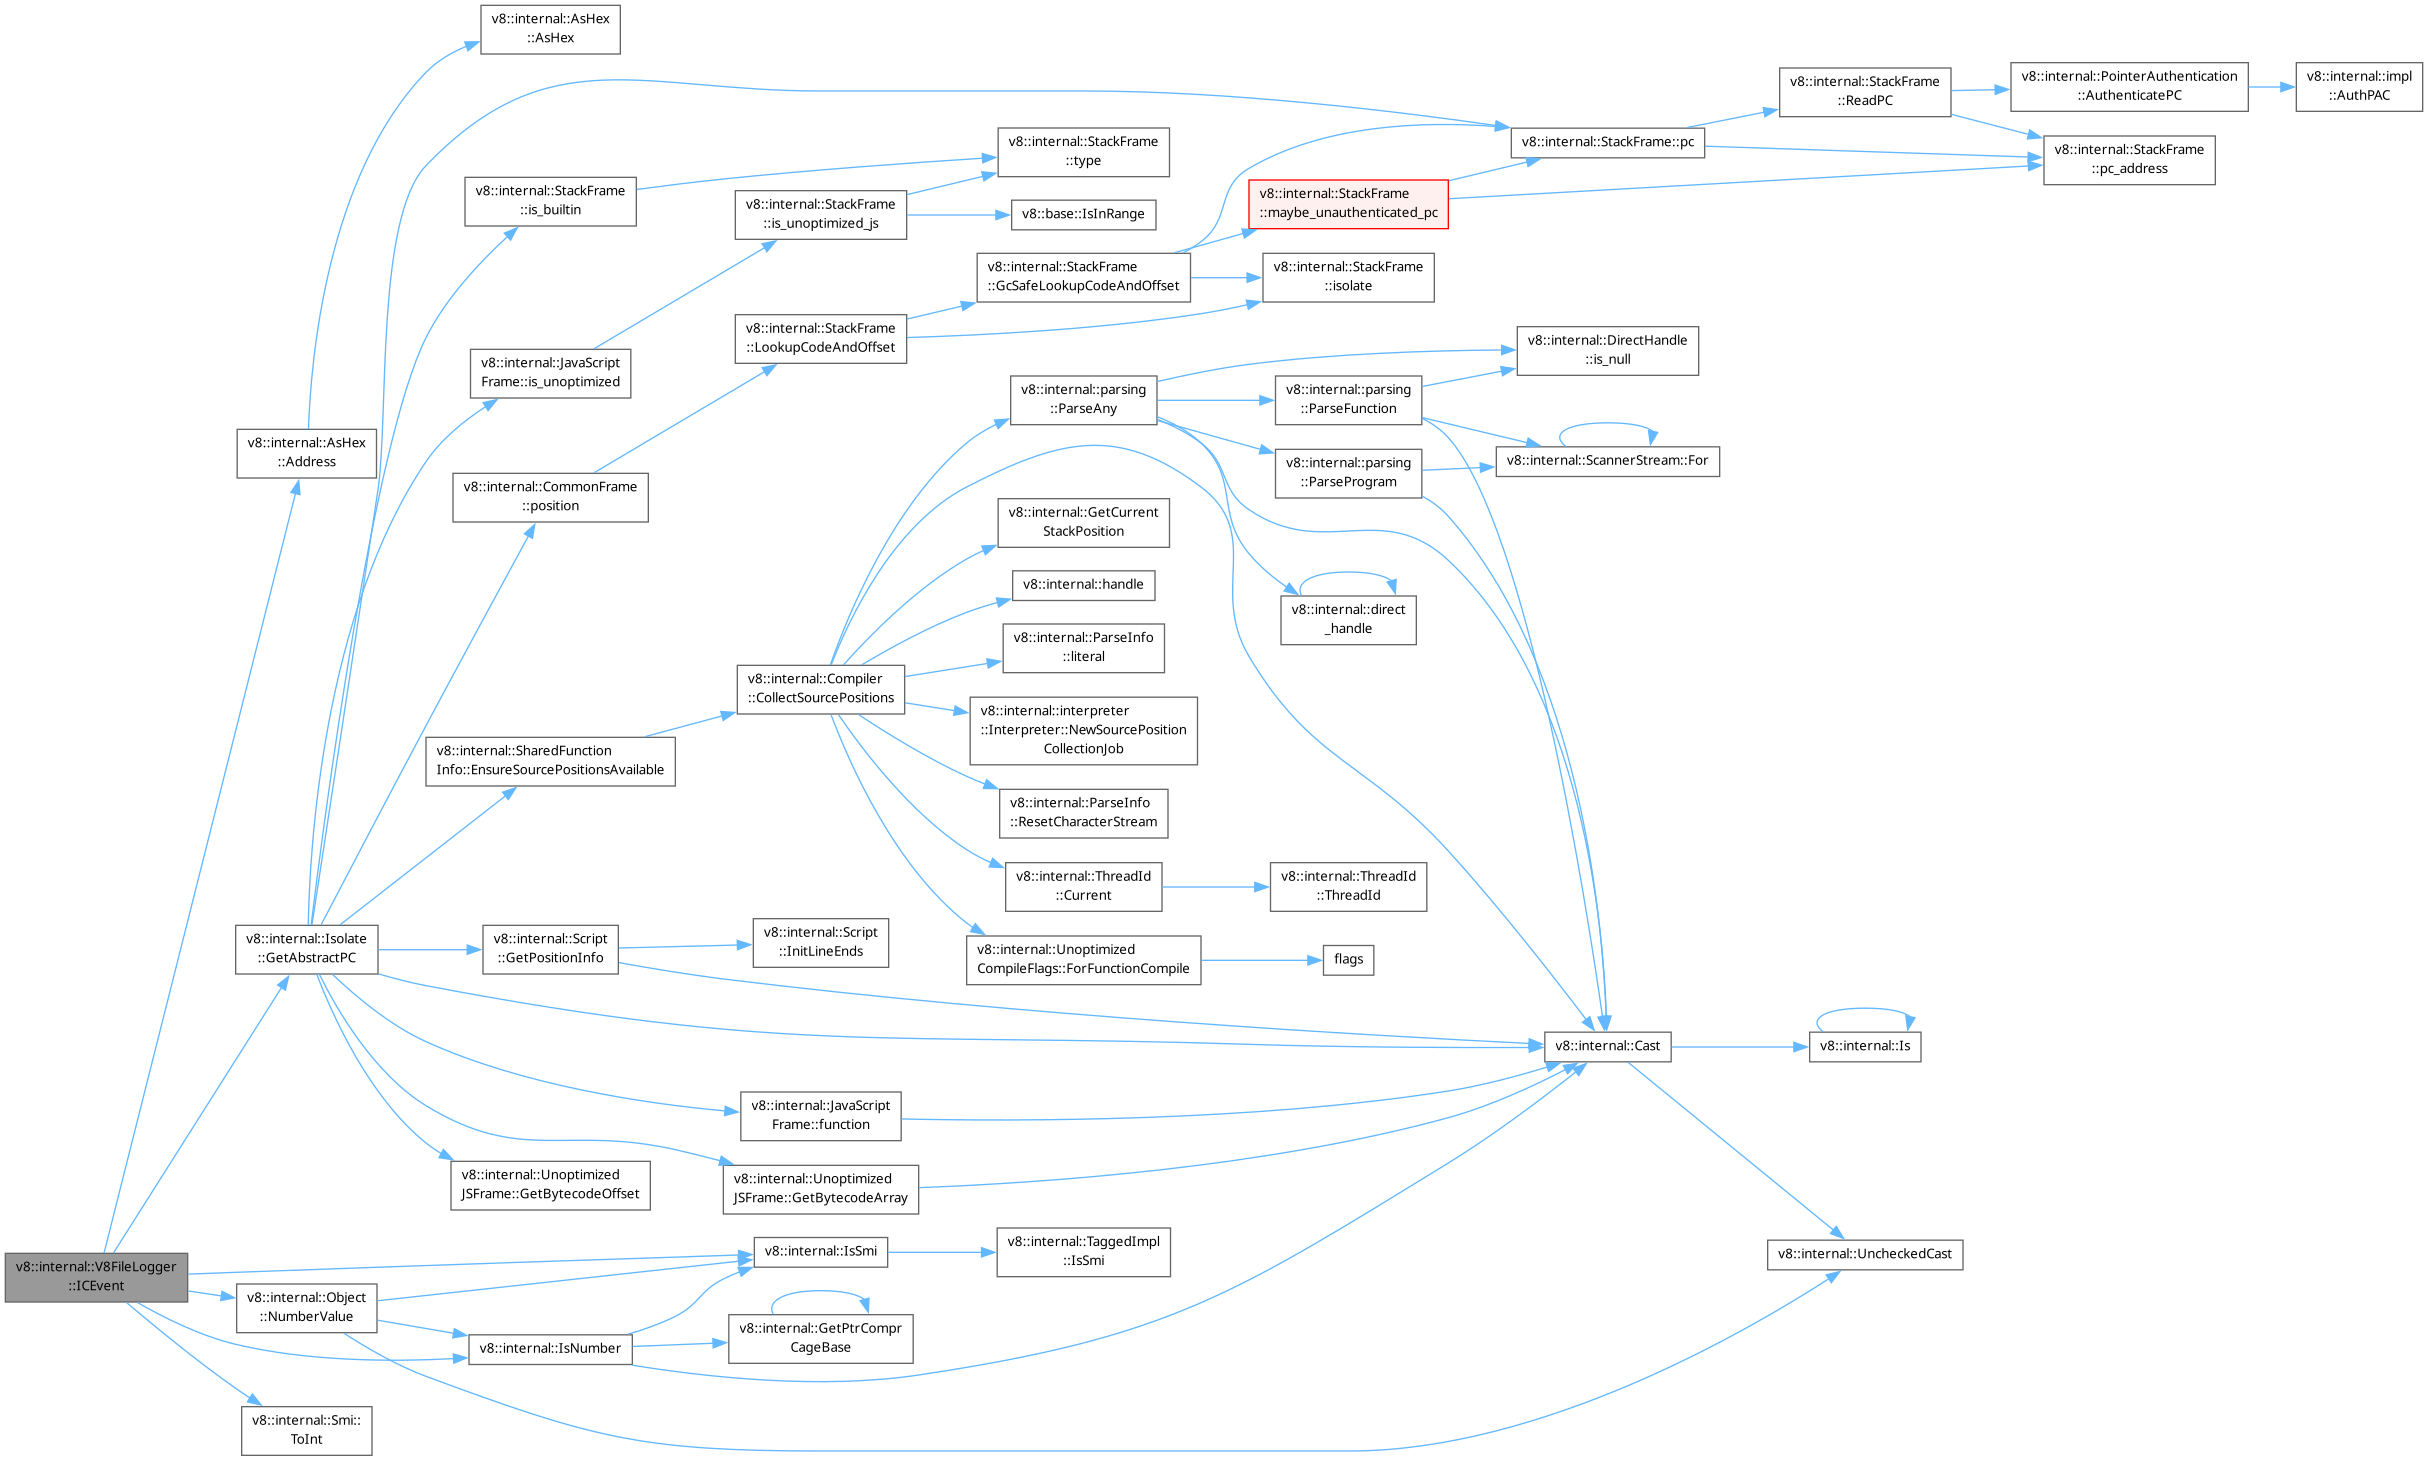 v8::internal::AsHex
::AsHex
v8::internal::StackFrame
::ReadPC
v8::internal::PointerAuthentication
::AuthenticatePC
v8::internal::impl
::AuthPAC
v8::internal::StackFrame
::type
v8::internal::StackFrame::pc
v8::internal::StackFrame
::pc_address
v8::internal::StackFrame
::is_builtin
v8::internal::StackFrame
::is_unoptimized_js
v8::base::IsInRange
v8::internal::StackFrame
::maybe_unauthenticated_pc
v8::internal::StackFrame
::GcSafeLookupCodeAndOffset
v8::internal::StackFrame
::isolate
v8::internal::StackFrame
::LookupCodeAndOffset
v8::internal::DirectHandle
::is_null
v8::internal::JavaScript
Frame::is_unoptimized
v8::internal::parsing
::ParseAny
v8::internal::parsing
::ParseFunction
v8::internal::AsHex
::Address
v8::internal::parsing
::ParseProgram
v8::internal::ScannerStream::For
v8::internal::CommonFrame
::position
v8::internal::GetCurrent
StackPosition
v8::internal::handle
v8::internal::direct
_handle
v8::internal::ParseInfo
::literal
v8::internal::Compiler
::CollectSourcePositions
v8::internal::interpreter
::Interpreter::NewSourcePosition
CollectionJob
v8::internal::SharedFunction
Info::EnsureSourcePositionsAvailable
v8::internal::ParseInfo
::ResetCharacterStream
v8::internal::ThreadId
::Current
v8::internal::ThreadId
::ThreadId
v8::internal::Isolate
::GetAbstractPC
v8::internal::Script
::GetPositionInfo
v8::internal::Script
::InitLineEnds
v8::internal::Unoptimized
CompileFlags::ForFunctionCompile
flags
v8::internal::Cast
v8::internal::Is
v8::internal::JavaScript
Frame::function
v8::internal::Unoptimized
JSFrame::GetBytecodeOffset
v8::internal::Unoptimized
JSFrame::GetBytecodeArray
v8::internal::V8FileLogger
::ICEvent
v8::internal::IsSmi
v8::internal::TaggedImpl
::IsSmi
v8::internal::UncheckedCast
v8::internal::Object
::NumberValue
v8::internal::IsNumber
v8::internal::GetPtrCompr
CageBase
v8::internal::Smi::
ToInt